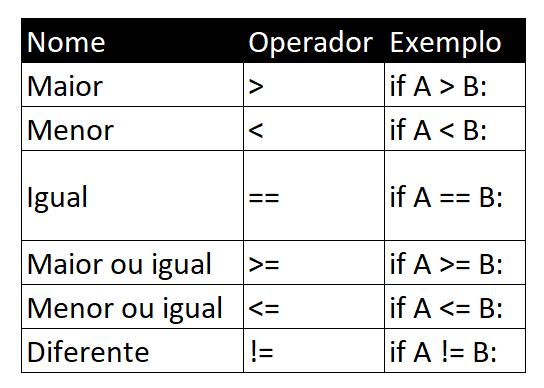 Nome Operador Exemplo
Maior > if A > B:
Menor < if A < B:
Igual == if A == B:
Maior ou igual >= if A >= B:
Menor ou igual <= if A <= B:
Diferente != if A != B: